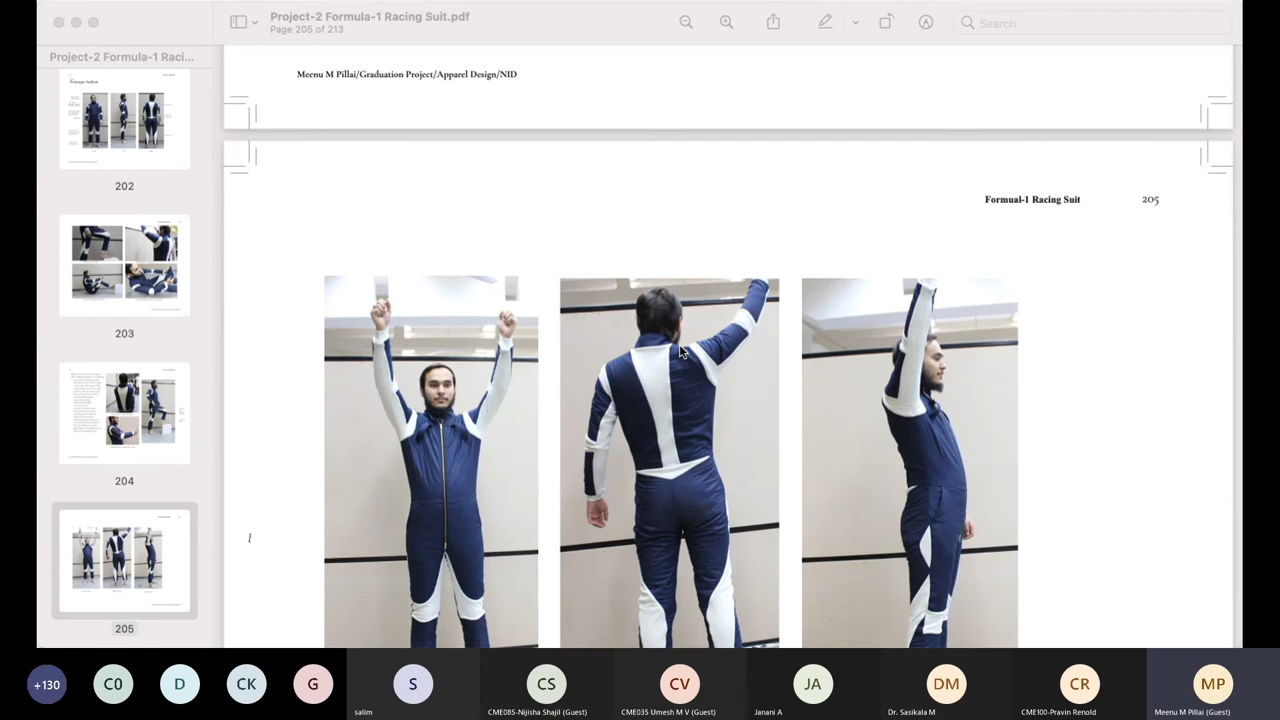 Project-2 Formula-1 Racing Suit.pdf
Page 205 of 213
Search
Project-2 Formula-1 Raci...
202
203
204
205
Meenu M Pillai/Graduation Project/Apparel Design/NID
Formual-1 Racing Suit 205
l
+130
C0
D
CK
G
S
salim
CS
CME085-Nijisha Shajil (Guest)
CV
CME035 Umesh M V (Guest)
JA
Janani A
DM
Dr. Sasikala M
CR
CME100-Pravin Renold
MP
Meenu M Pillai (Guest)